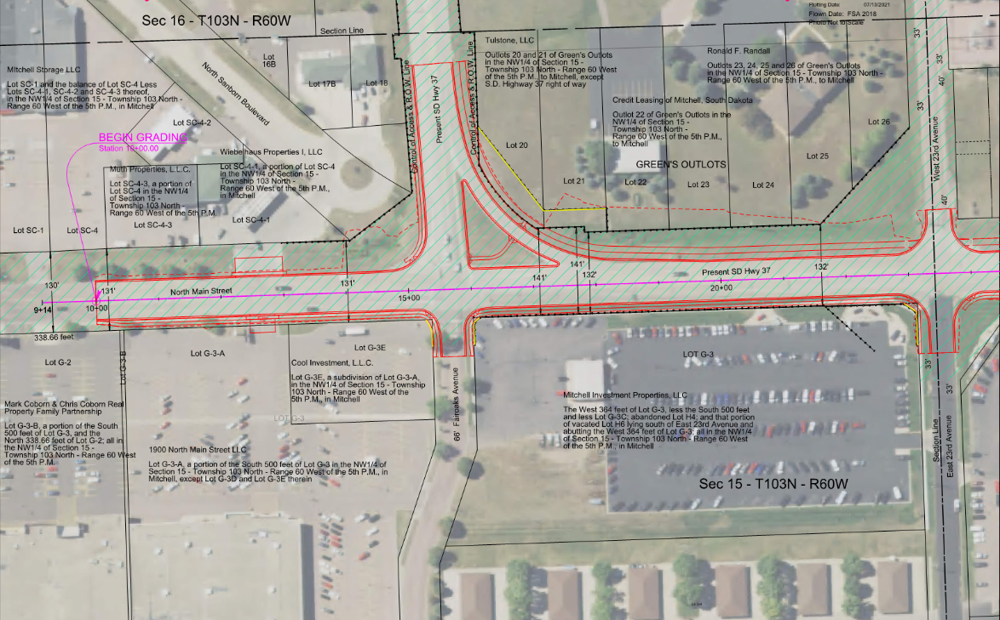 Sec 16 - T103N - R60W
Section Line
Plotting Date: 07/13/2021
Flown Date: FSA 2018
Photo Not to Scale
Mitchell Storage LLC
Lot SC-1 and the balance of Lot SC-4 Less
Lots SC-4-1, SC-4-2 and SC-4-3 thereof,
in the NW1/4 of Section 15 -
Township 103 North -
Range 60 West of the 5th P.M., in Mitchell
North Sanborn Boulevard
Lot
16B
Lot 17B
Lot 18
Control of Access & R.O.W. Line
Present SD Hwy 37
Control of Access & R.O.W. Line
Tulstone, LLC
Outlots 20 and 21 of Green's Outlots
in the NW1/4 of Section 15 -
Township 103 North - Range 60 West
of the 5th P.M., to Mitchell, except
S.D. Highway 37 right of way
Ronald F. Randall
Outlots 23, 24, 25 and 26 of Green's Outlots
in the NW1/4 of Section 15 -
Township 103 North - Range 60 West
of the 5th P.M., to Mitchell
Credit Leasing of Mitchell, South Dakota
Outlot 22 of Green's Outlots in the
NW1/4 of Section 15 -
Township 103 North -
Range 60 West of the 5th P.M.,
to Mitchell
33'
33'
40'
33'
West 23rd Avenue
40'
Lot SC-4-2
BEGIN GRADING
Station 10+00.00
Wiebelhaus Properties I, LLC
Lot SC-4-1, a portion of Lot SC-4
in the NW1/4 of Section 15 -
Township 103 North -
Range 60 West of the 5th P.M.,
in Mitchell
Muth Properties, L.L.C.
Lot SC-4-3, a portion of
Lot SC-4 in the NW1/4
of Section 15 -
Township 103 North -
Range 60 West of the 5th P.M.
Lot SC-1
Lot SC-4
Lot SC-4-3
Lot SC-4-1
Lot 20
Lot 21
Lot 22
GREEN'S OUTLOTS
Lot 23
Lot 24
Lot 25
Lot 26
130'
131'
North Main Street
131'
15+00
141'
141'
132'
Present SD Hwy 37
20+00
132'
9+14
10+00
338.66 feet
Lot G-2
Lot G-3-B
Lot G-3-A
Lot G-3E
Cool Investment, L.L.C.
Lot G-3E, a subdivision of Lot G-3-A,
in the NW1/4 of Section 15 - Township
103 North - Range 60 West of the
5th P.M., in Mitchell
LOT G-3
66' Fairoaks Avenue
LOT G-3
Mitchell Investment Properties, LLC
The West 364 feet of Lot G-3, less the South 500 feet
and less Lot G-3C; abandoned Lot H4; and that portion
of vacated Lot H6 lying south of East 23rd Avenue and
abutting the West 364 feet of Lot G-3; all in the NW1/4
of Section 15 - Township 103 North - Range 60 West
of the 5th P.M., in Mitchell
33'
33'
Section Line
East 23rd Avenue
Mark Coborn & Chris Coborn Real
Property Family Partnership
Lot G-3-B, a portion of the South
500 feet of Lot G-3, and the
North 338.66 feet of Lot G-2; all in
the NW1/4 of Section 15 -
Township 103 North - Range 60 West
of the 5th P.M.
1900 North Main Street LLC
Lot G-3-A, a portion of the South 500 feet of Lot G-3 in the NW1/4 of
Section 15 - Township 103 North - Range 60 West of the 5th P.M., in
Mitchell, except Lot G-3D and Lot G-3E therein
Sec 15 - T103N - R60W